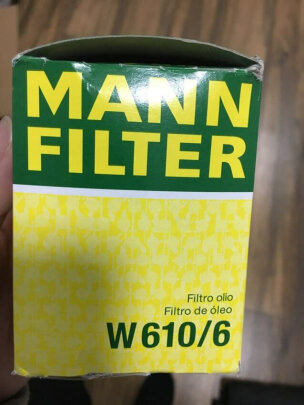 MANN
FILTER
Filtro olio
Filtro de óleo
W 610/6